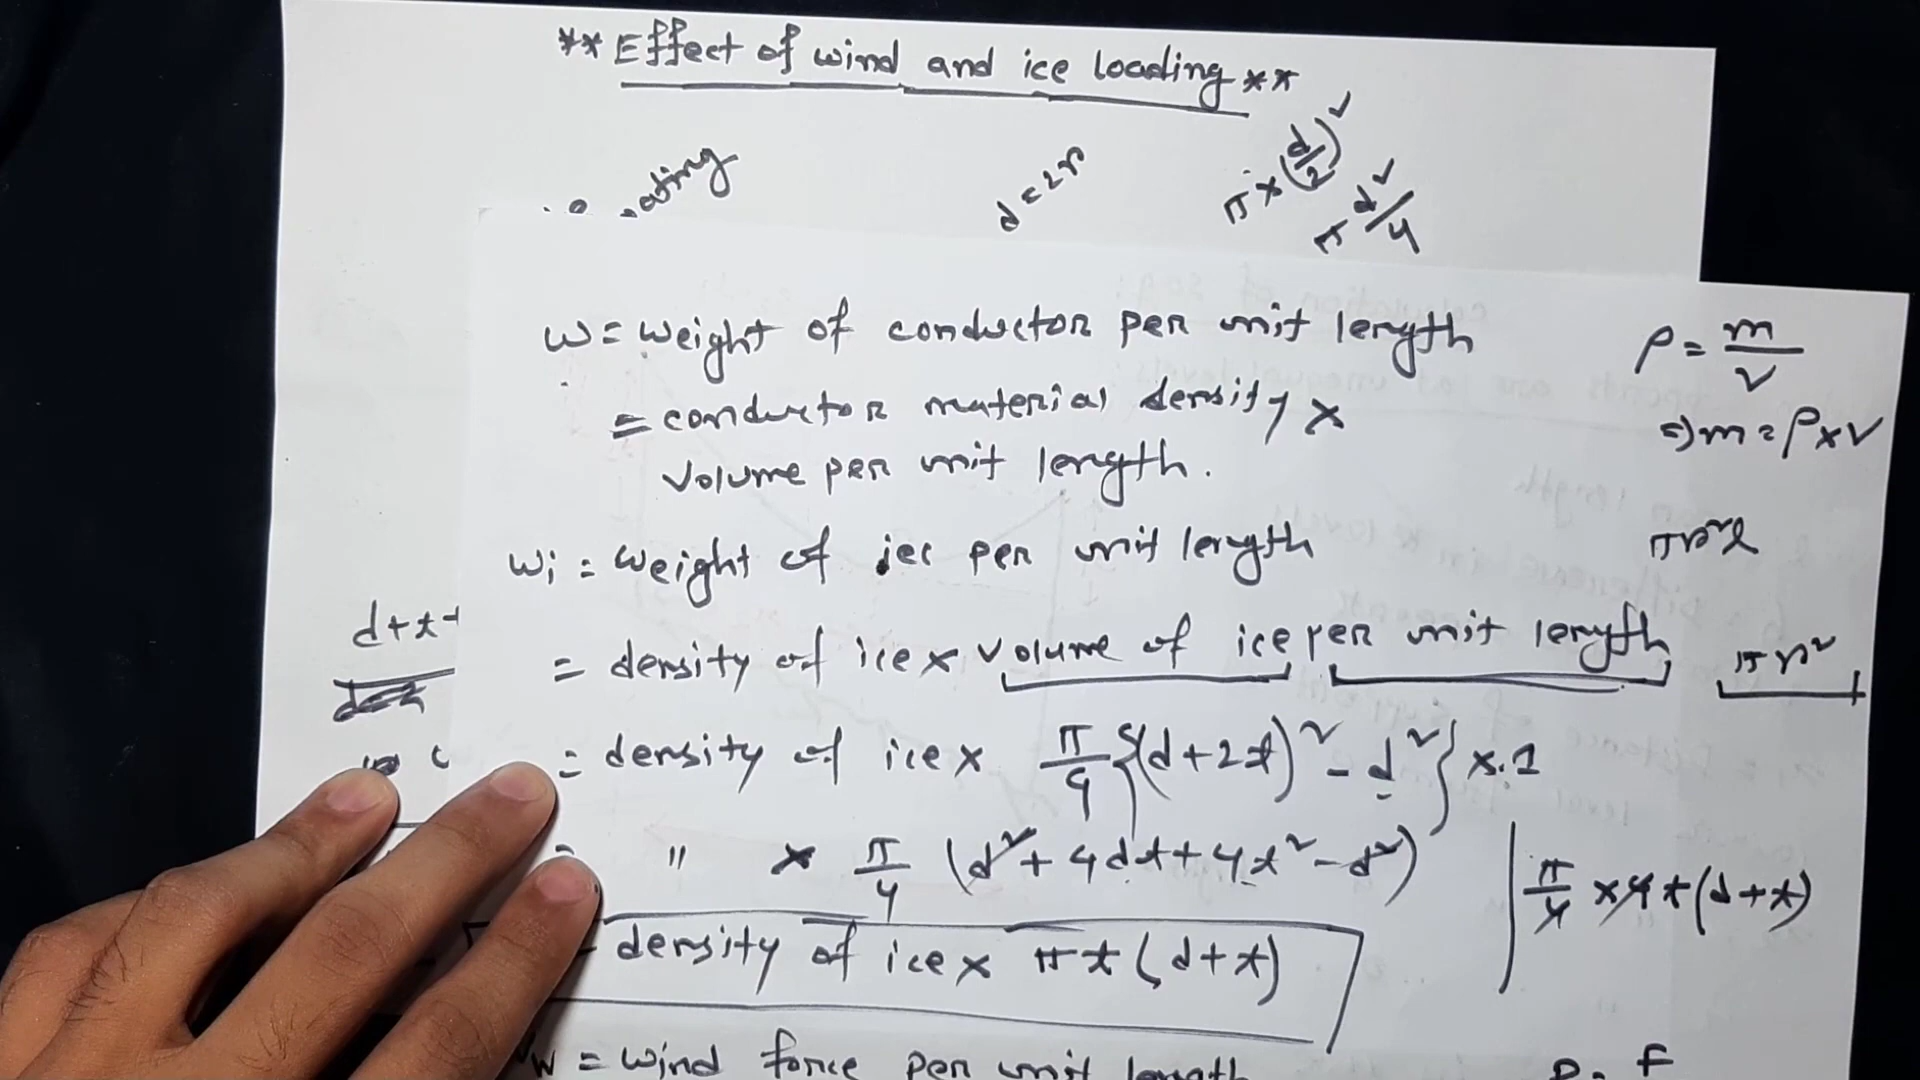 **Effect of wind and ice loading**
ating
d = 2r
π × (d/2)²
π d²/4
w = weight of conductor per unit length
= conductor material density ×
volume per unit length.
ρ = m/v
⇒ m = ρ × v
wi = weight of iec per unit length
πr²l
d+t+
= density of ice × volume of ice per unit length
πr²
= density of ice × π/4 {(d+2t)² - d²} × 1
= " × π/4 (d² + 4dt + 4t² - d²)
π/4 × 4t(d+t)
= density of ice × πt(d+t)
w = wind force per unit length
P = F